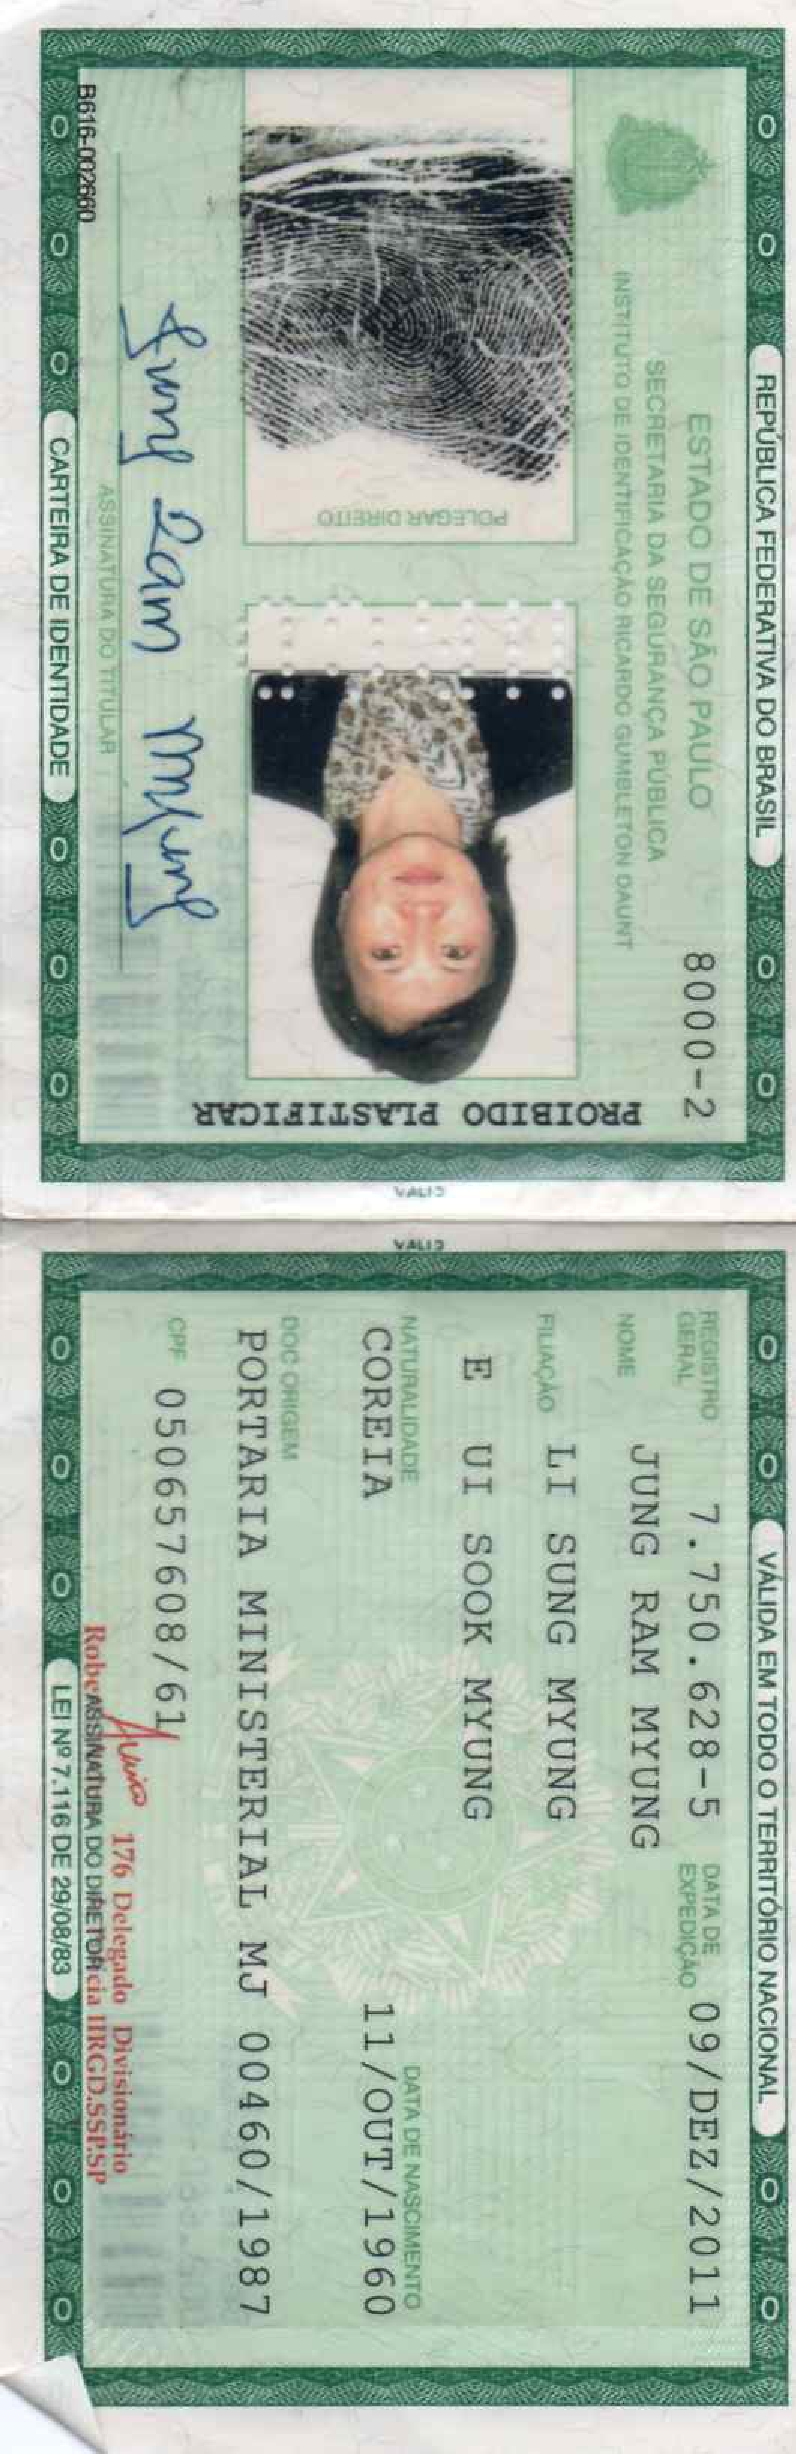 REPÚBLICA FEDERATIVA DO BRASIL
ESTADO DE SÃO PAULO
8000-2
SECRETARIA DA SEGURANÇA PÚBLICA
INSTITUTO DE IDENTIFICAÇÃO RICARDO GUMBLETON DAUNT
POLEGAR DIREITO
PROIBIDO PLASTIFICAR
Jung Ram Myung
ASSINATURA DO TITULAR
B616-002660
CARTEIRA DE IDENTIDADE
VÁLIDA EM TODO O TERRITÓRIO NACIONAL
REGISTRO GERAL 7.750.628-5 DATA DE EXPEDIÇÃO 09/DEZ/2011
NOME JUNG RAM MYUNG
FILIAÇÃO LI SUNG MYUNG
E UI SOOK MYUNG
NATURALIDADE DATA DE NASCIMENTO
COREIA 11/OUT/1960
DOC ORIGEM
PORTARIA MINISTERIAL MJ 00460/1987
CPF 050657608/61
176 Delegado Divisionário
ASSINATURA DO DIRETOR
IIRGD.SSP.SP
LEI Nº 7.116 DE 29/08/83